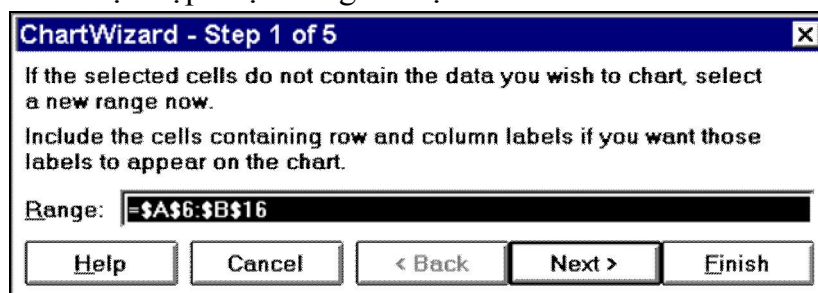 ChartWizard - Step 1 of 5
If the selected cells do not contain the data you wish to chart, select
a new range now.
Include the cells containing row and column labels if you want those
labels to appear on the chart.
Range: =$A$6:$B$16
Help Cancel < Back Next > Finish